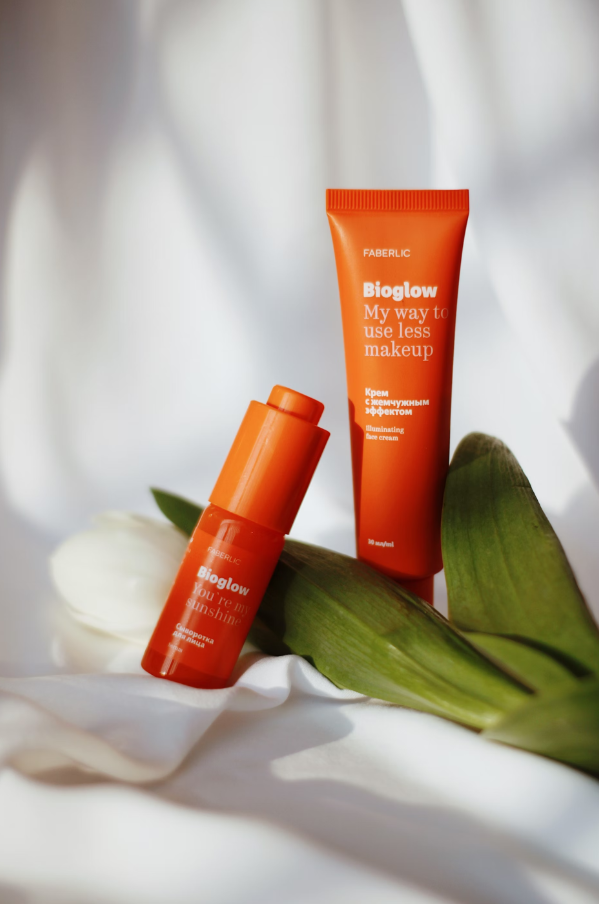 FABERLIC
Bioglow
My way to
use less
makeup
Крем
с жемчужным
эффектом
illuminating
face cream
FABERLIC
Bioglow
You're my
sunshine
Сыворотка
для лица